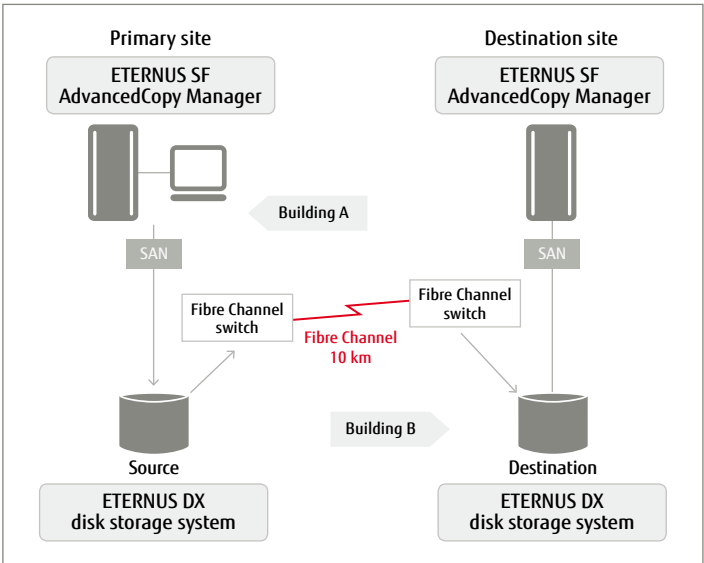 Primary site
Destination site
ETERNUS SF
AdvancedCopy Manager
ETERNUS SF
AdvancedCopy Manager
Building A
SAN
SAN
Fibre Channel
switch
Fibre Channel
switch
Fibre Channel
10 km
Building B
Source
Destination
ETERNUS DX
disk storage system
ETERNUS DX
disk storage system